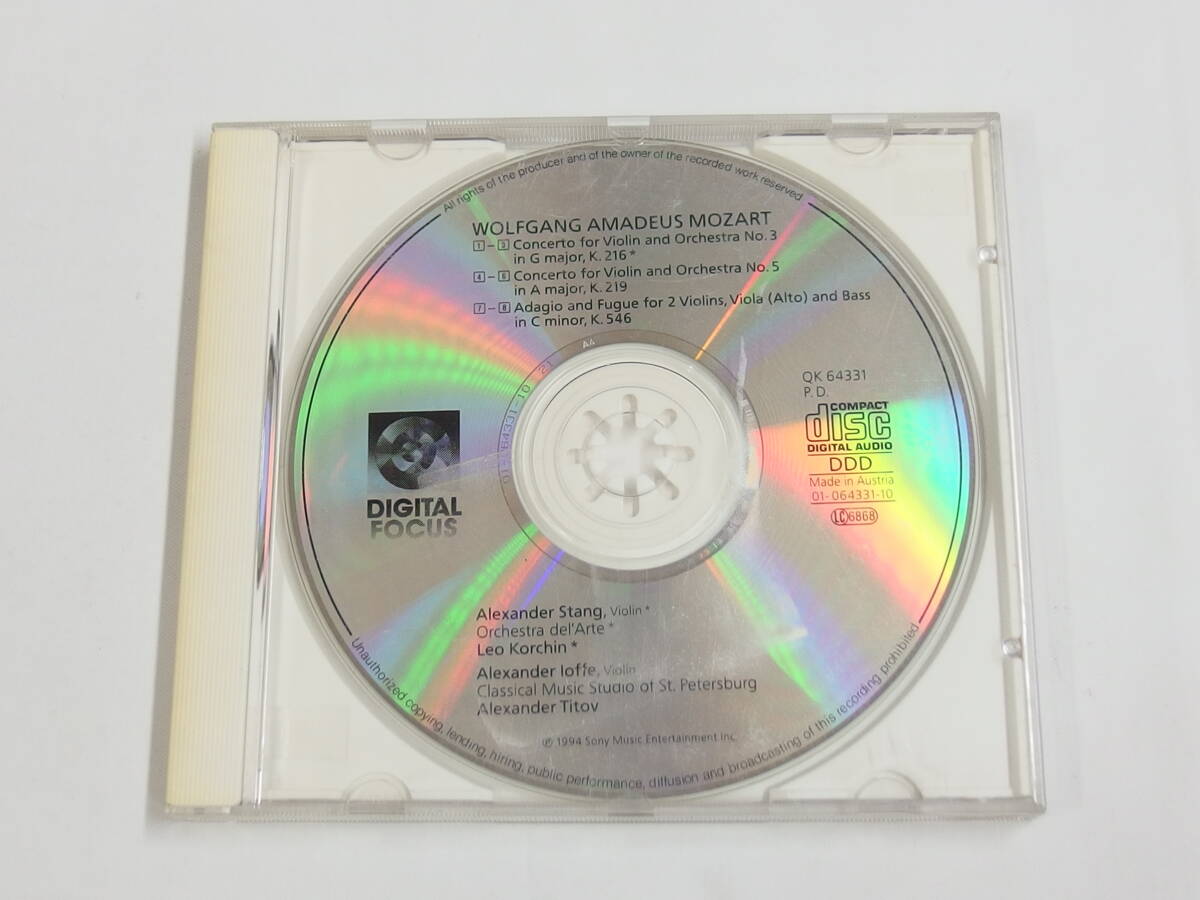 All rights of the producer and of the owner of the recorded work reserved
WOLFGANG AMADEUS MOZART
1-3 Concerto for Violin and Orchestra No. 3
in G major, K. 216 *
4-6 Concerto for Violin and Orchestra No. 5
in A major, K. 219
7-8 Adagio and Fugue for 2 Violins, Viola (Alto) and Bass
in C minor, K. 546
QK 64331
P. D.
COMPACT
disc
DIGITAL AUDIO
DDD
Made in Austria
01-064331-10
LC 6868
DIGITAL
FOCUS
01-064331-10 21 A4
Alexander Stang, Violin *
Orchestra del'Arte *
Leo Korchin *
Alexander Ioffe, Violin
Classical Music Studio of St. Petersburg
Alexander Titov
℗ 1994 Sony Music Entertainment Inc.
Unauthorized copying, lending, hiring, public performance, diffusion and broadcasting of this recording prohibited